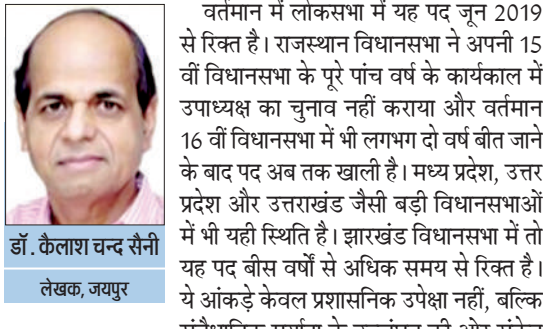 वर्तमान में लोकसभा में यह पद जून 2019
से रिक्त है। राजस्थान विधानसभा ने अपनी 15
वीं विधानसभा के पूरे पांच वर्ष के कार्यकाल में
उपाध्यक्ष का चुनाव नहीं कराया और वर्तमान
16 वीं विधानसभा में भी लगभग दो वर्ष बीत जाने
के बाद पद अब तक खाली है। मध्य प्रदेश, उत्तर
प्रदेश और उत्तराखंड जैसी बड़ी विधानसभाओं
में भी यही स्थिति है। झारखंड विधानसभा में तो
यह पद बीस वर्षों से अधिक समय से रिक्त है।
ये आंकड़े केवल प्रशासनिक उपेक्षा नहीं, बल्कि
डॉ. कैलाश चन्द सैनी
लेखक, जयपुर